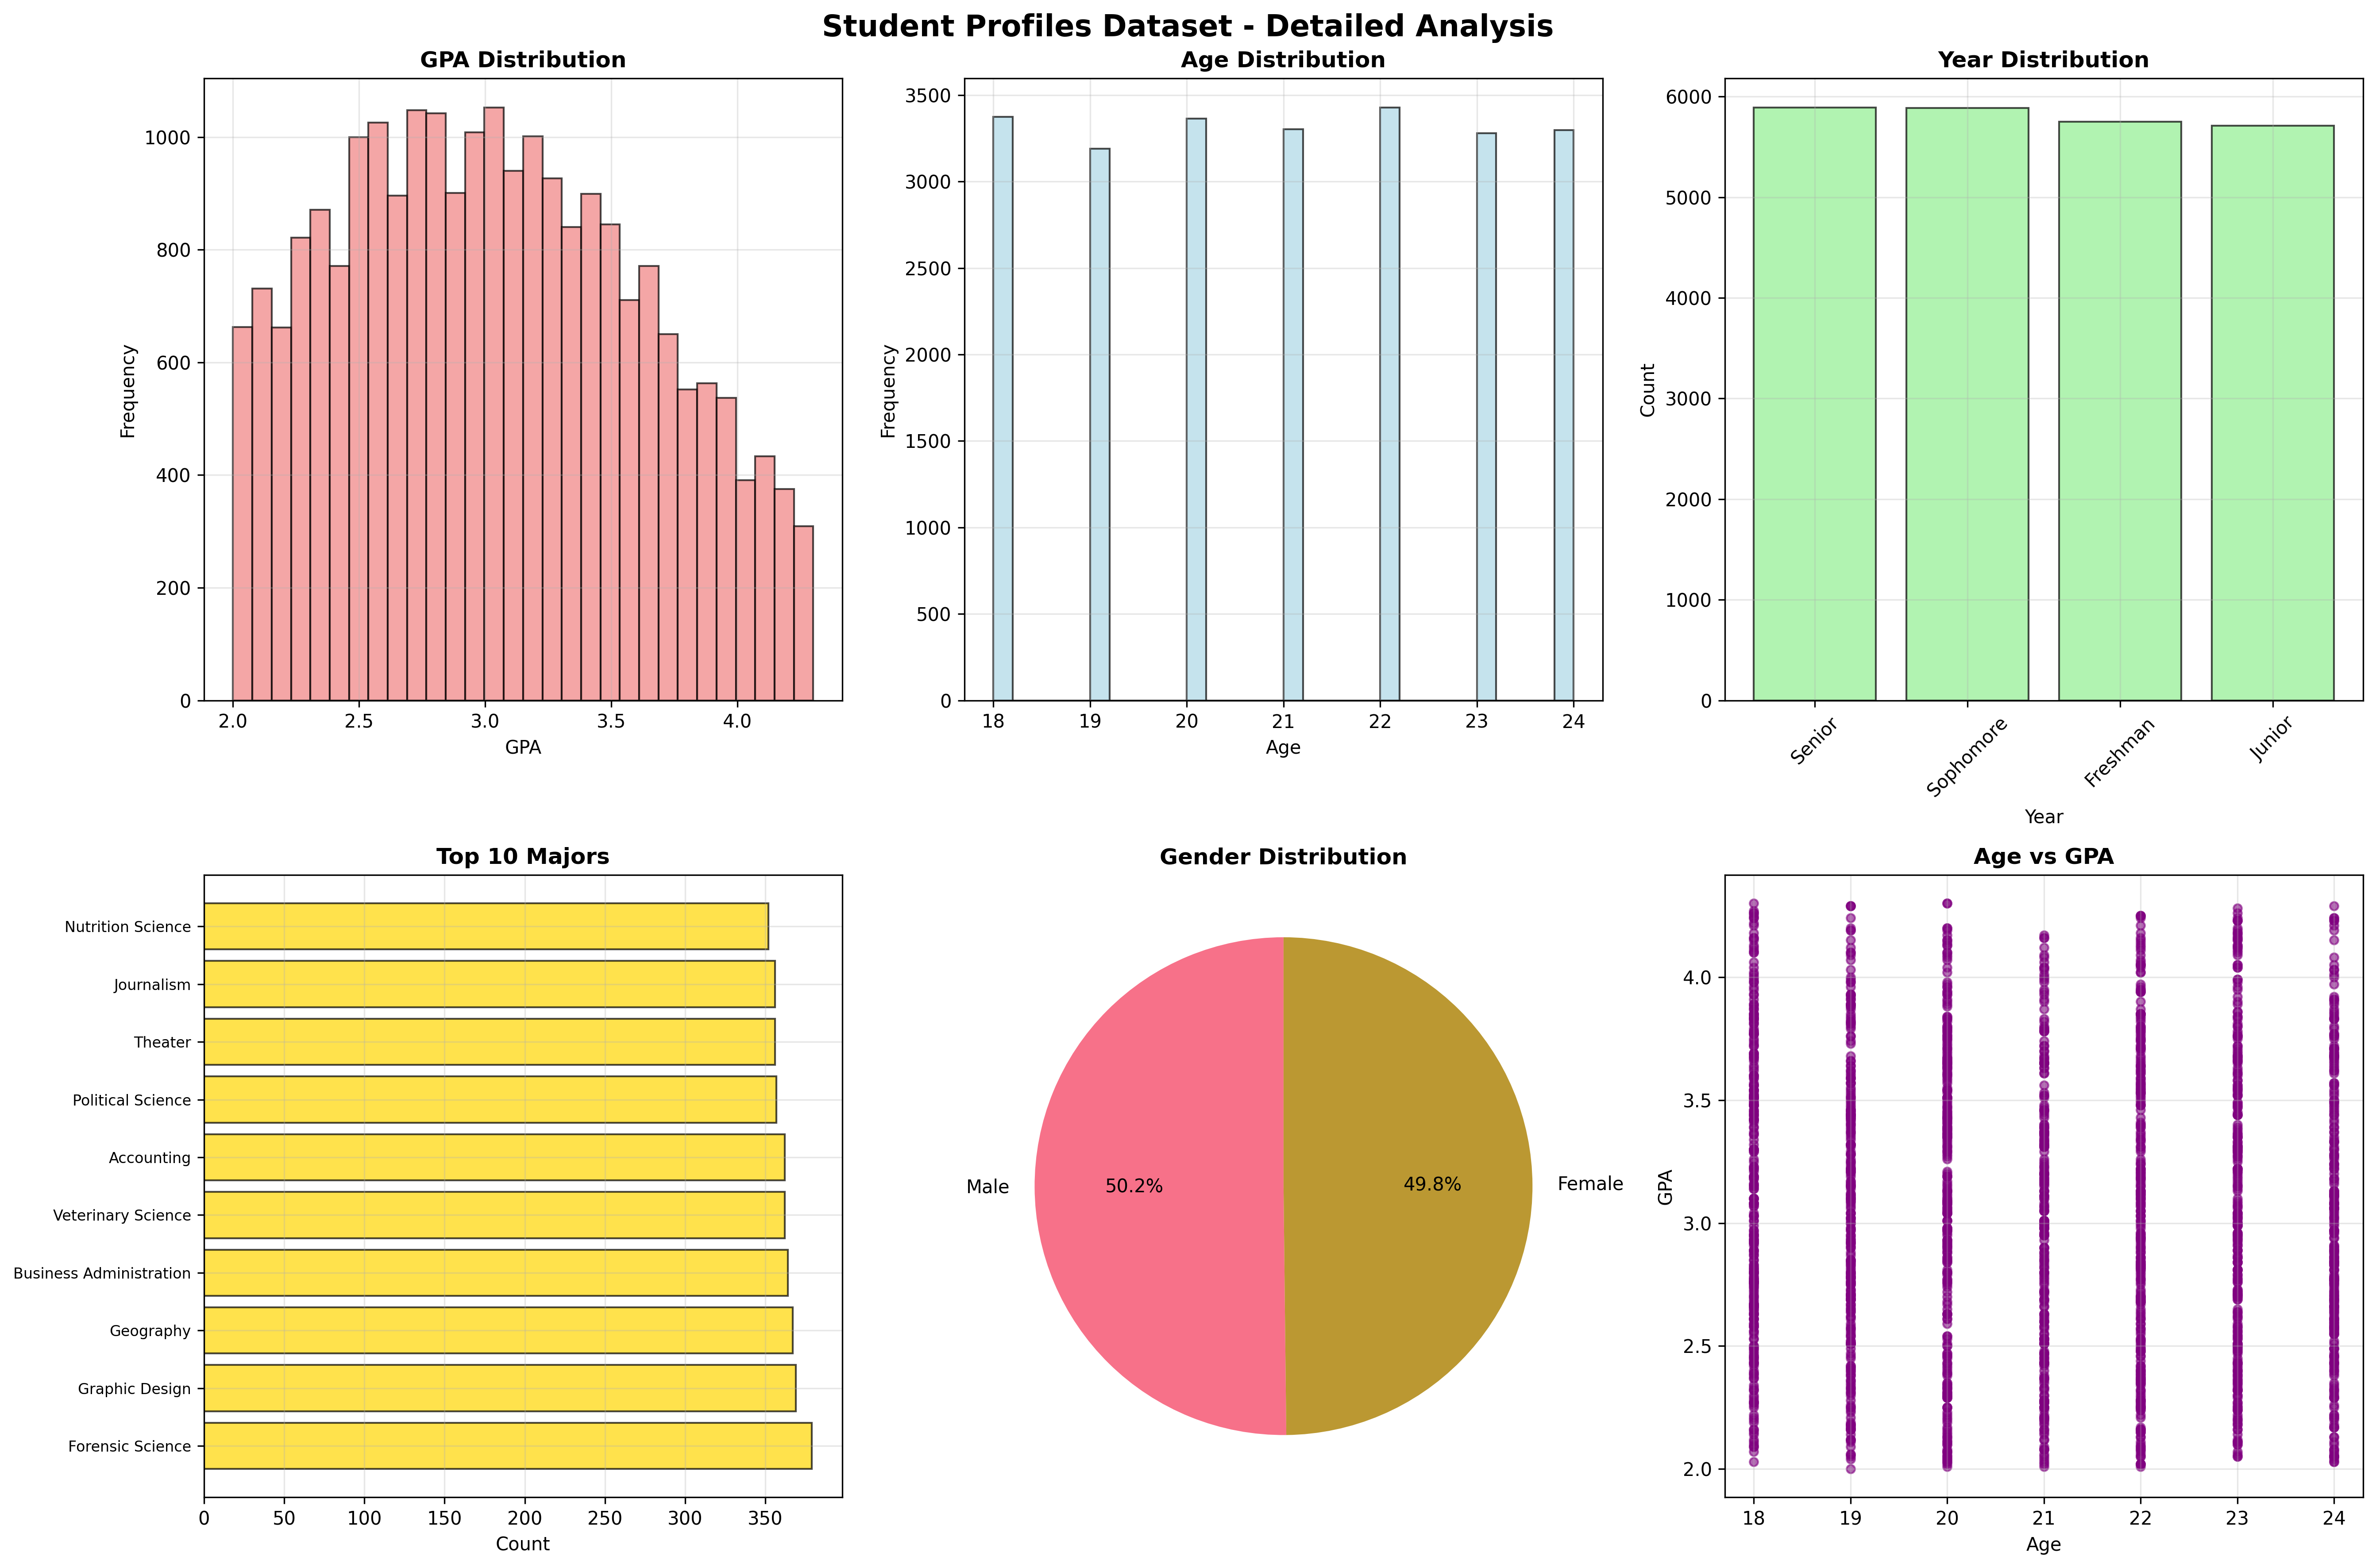 Student Profiles Dataset - Detailed Analysis
GPA Distribution
Frequency
1000
800
600
400
200
0
2.0 2.5 3.0 3.5 4.0
GPA
Age Distribution
Frequency
3500
3000
2500
2000
1500
1000
500
0
18 19 20 21 22 23 24
Age
Year Distribution
Count
6000
5000
4000
3000
2000
1000
0
Senior
Sophomore
Freshman
Junior
Year
Top 10 Majors
Nutrition Science
Journalism
Theater
Political Science
Accounting
Veterinary Science
Business Administration
Geography
Graphic Design
Forensic Science
0 50 100 150 200 250 300 350
Count
Gender Distribution
Male
50.2%
49.8%
Female
Age vs GPA
GPA
4.0
3.5
3.0
2.5
2.0
18 19 20 21 22 23 24
Age